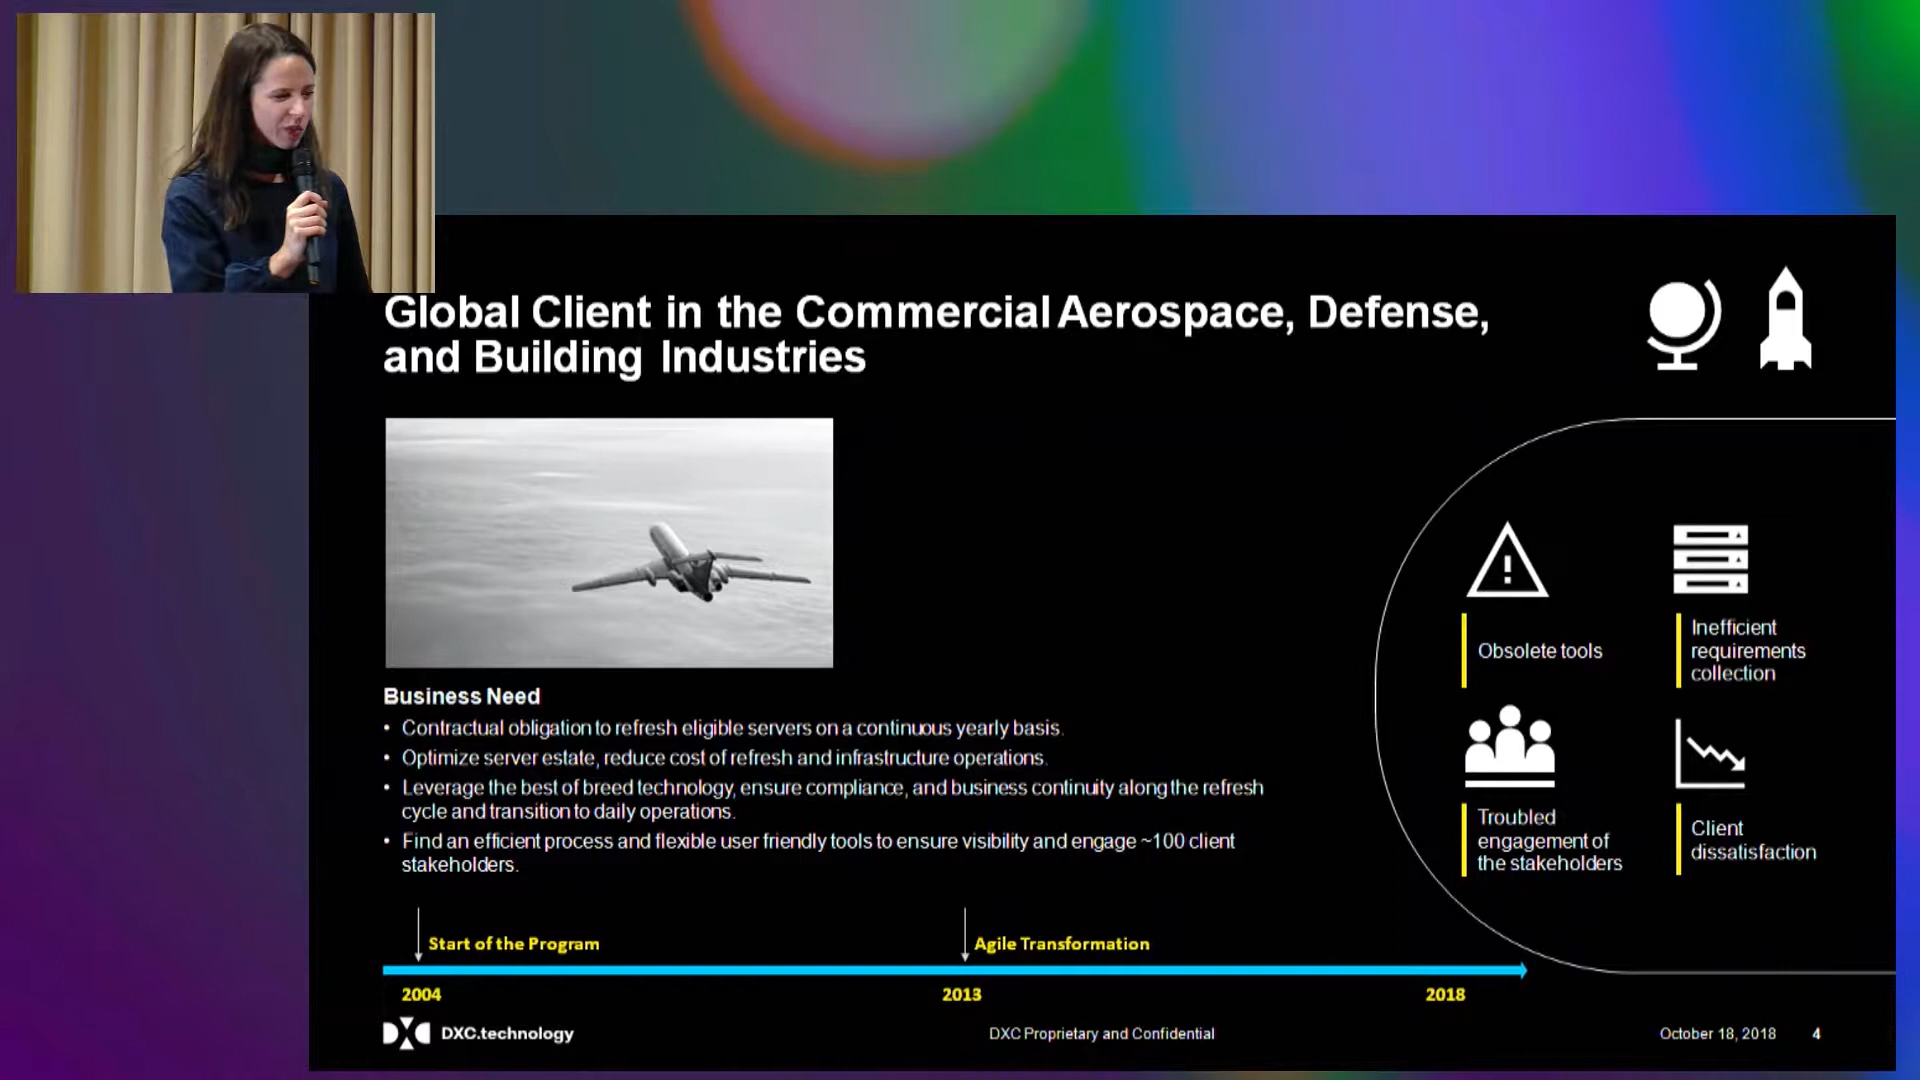 Global Client in the Commercial Aerospace, Defense,
and Building Industries
Business Need
• Contractual obligation to refresh eligible servers on a continuous yearly basis.
• Optimize server estate, reduce cost of refresh and infrastructure operations.
• Leverage the best of breed technology, ensure compliance, and business continuity along the refresh
cycle and transition to daily operations.
• Find an efficient process and flexible user friendly tools to ensure visibility and engage ~100 client
stakeholders.
Obsolete tools
Inefficient
requirements
collection
Troubled
engagement of
the stakeholders
Client
dissatisfaction
Start of the Program
Agile Transformation
2004
2013
2018
DXC.technology
DXC Proprietary and Confidential
October 18, 2018
4